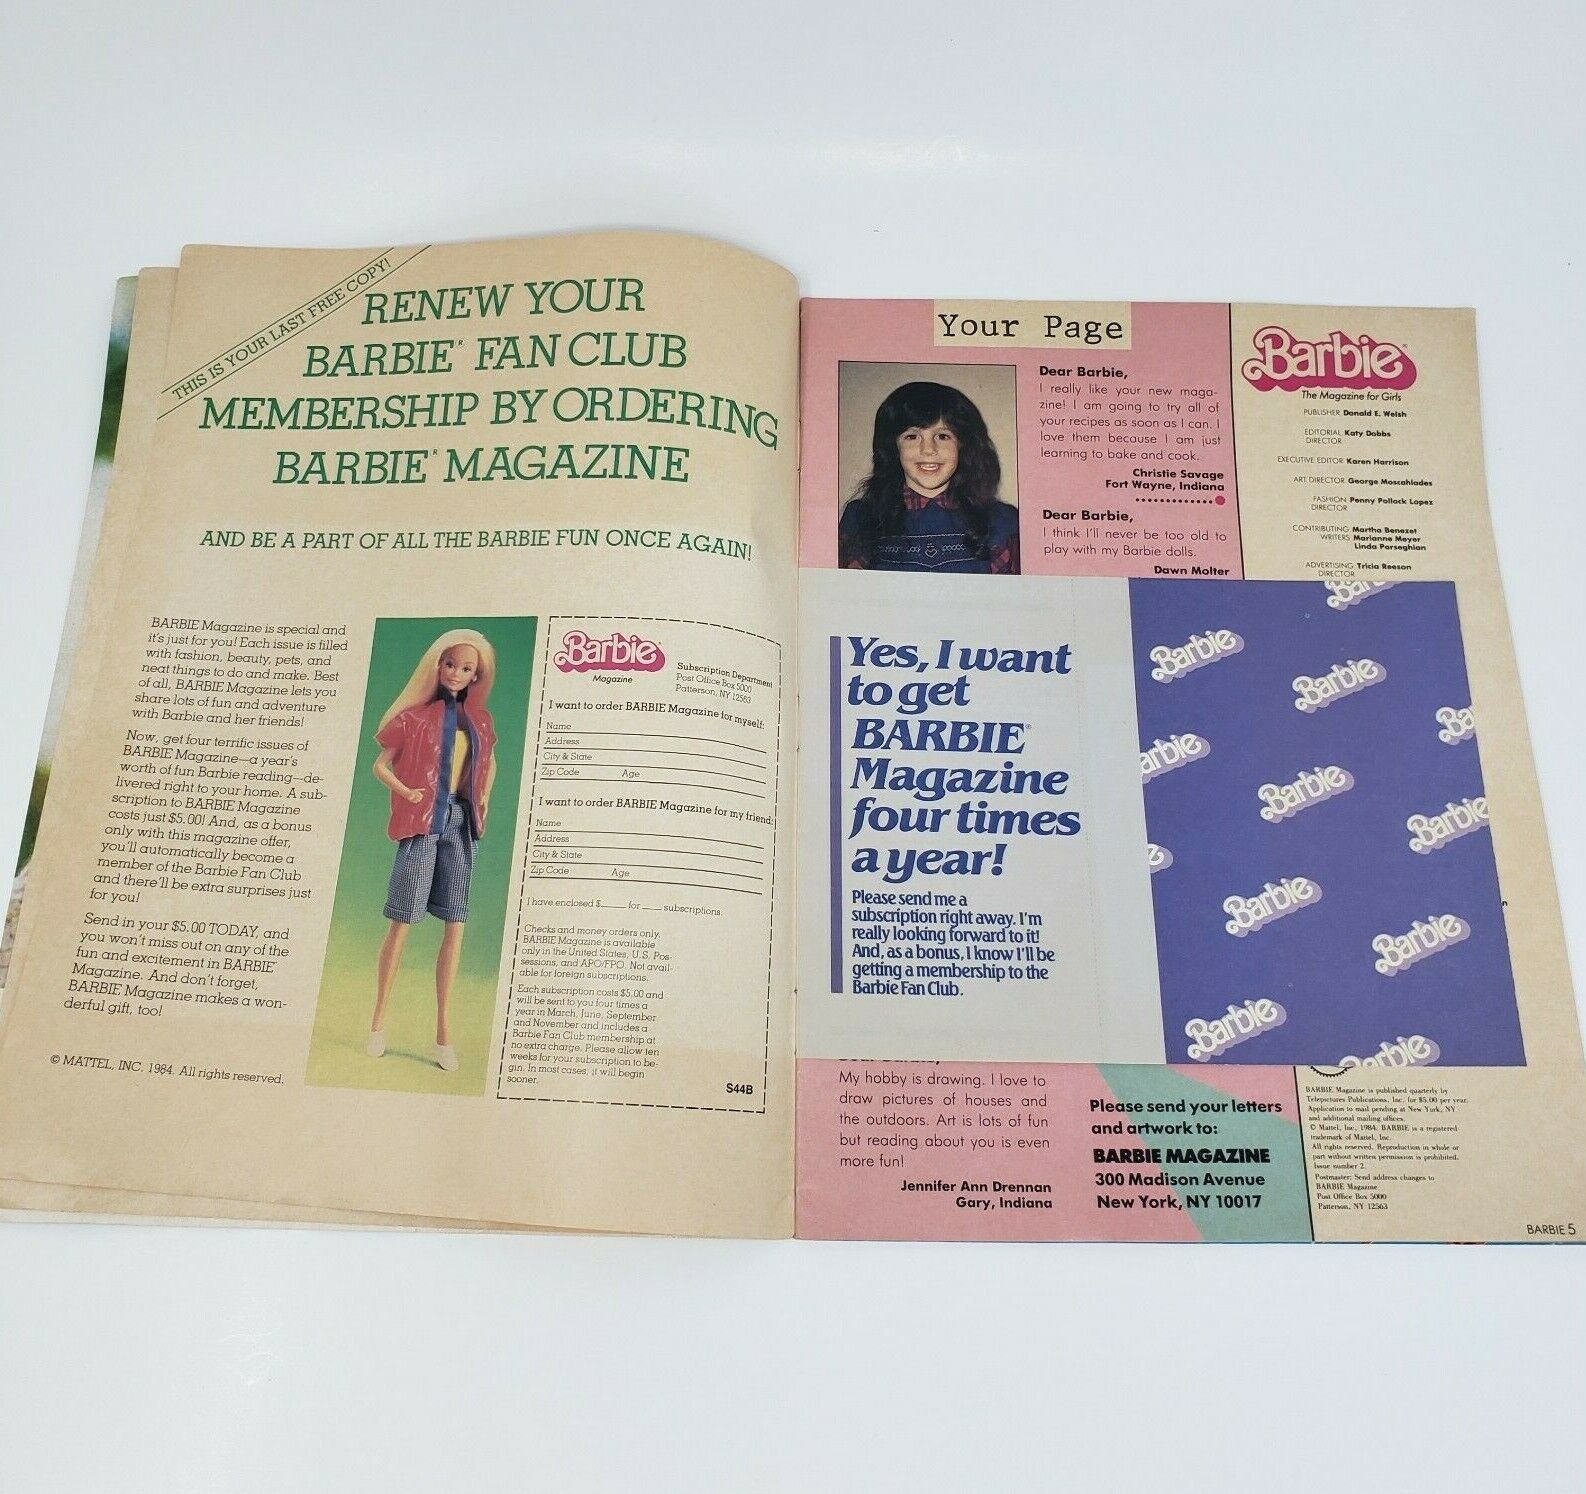 THIS IS YOUR LAST FREE COPY!
RENEW YOUR
BARBIE® FAN CLUB
MEMBERSHIP BY ORDERING
BARBIE® MAGAZINE
AND BE A PART OF ALL THE BARBIE FUN ONCE AGAIN!
BARBIE Magazine is special and
it's just for you! Each issue is filled
with fashion, beauty, pets, and
neat things to do and make. Best
of all, BARBIE Magazine lets you
share lots of fun and adventure
with Barbie and her friends!
Now, get four terrific issues of
BARBIE Magazine—a year's
worth of fun Barbie reading—de-
livered right to your home. A sub-
scription to BARBIE Magazine
costs just $5.00! And, as a bonus
only with this magazine offer,
you'll automatically become a
member of the Barbie Fan Club
and there'll be extra surprises just
for you!
Send in your $5.00 TODAY, and
you won't miss out on any of the
fun and excitement in BARBIE
Magazine. And don't forget,
BARBIE Magazine makes a won-
derful gift, too!
© MATTEL, INC. 1984. All rights reserved.
Barbie
Magazine
Subscription Department
Post Office Box 5000
Patterson, NY 12563
I want to order BARBIE Magazine for myself:
Name
Address
City & State
Zip Code Age
I want to order BARBIE Magazine for my friend:
Name
Address
City & State
Zip Code Age
I have enclosed $____ for ____ subscriptions.
Checks and money orders only.
BARBIE Magazine is available
only in the United States, U.S. Pos-
sessions, and APO/FPO. Not avail-
able for foreign subscriptions.
Each subscription costs $5.00 and
will be sent to you four times a
year in March, June, September
and November and includes a
Barbie Fan Club membership at
no extra charge. Please allow ten
weeks for your subscription to be-
gin. In most cases, it will begin
sooner.
S44B
Your Page
Dear Barbie,
I really like your new maga-
zine! I am going to try all of
your recipes as soon as I can. I
love them because I am just
learning to bake and cook.
Christie Savage
Fort Wayne, Indiana
Dear Barbie,
I think I'll never be too old to
play with my Barbie dolls.
Dawn Molter
Barbie®
The Magazine for Girls
PUBLISHER Donald E. Welsh
EDITORIAL Katy Dobbs
DIRECTOR
EXECUTIVE EDITOR Karen Harrison
ART DIRECTOR George Moschahlades
FASHION Penny Pollock Lopez
DIRECTOR
CONTRIBUTING Martha Benezet
WRITERS Marianne Meyer
Linda Parseghian
ADVERTISING Tricia Reeson
DIRECTOR
Yes, I want
to get
BARBIE®
Magazine
four times
a year!
Please send me a
subscription right away. I'm
really looking forward to it!
And, as a bonus, I know I'll be
getting a membership to the
Barbie Fan Club.
Barbie
Barbie
Barbie
Barbie
Barbie
Barbie
Barbie
Barbie
Barbie
Barbie
Barbie
My hobby is drawing. I love to
draw pictures of houses and
the outdoors. Art is lots of fun
but reading about you is even
more fun!
Jennifer Ann Drennan
Gary, Indiana
Please send your letters
and artwork to:
BARBIE MAGAZINE
300 Madison Avenue
New York, NY 10017
BARBIE Magazine is published quarterly by
Telepictures Publications, Inc. for $5.00 per year.
Application to mail pending at New York, NY
and additional mailing offices.
© Mattel, Inc., 1984. BARBIE is a registered
trademark of Mattel, Inc.
All rights reserved. Reproduction in whole or
part without written permission is prohibited.
Issue number 2.
Postmaster: Send address changes to
BARBIE Magazine
Post Office Box 5000
Patterson, NY 12563
BARBIE 5